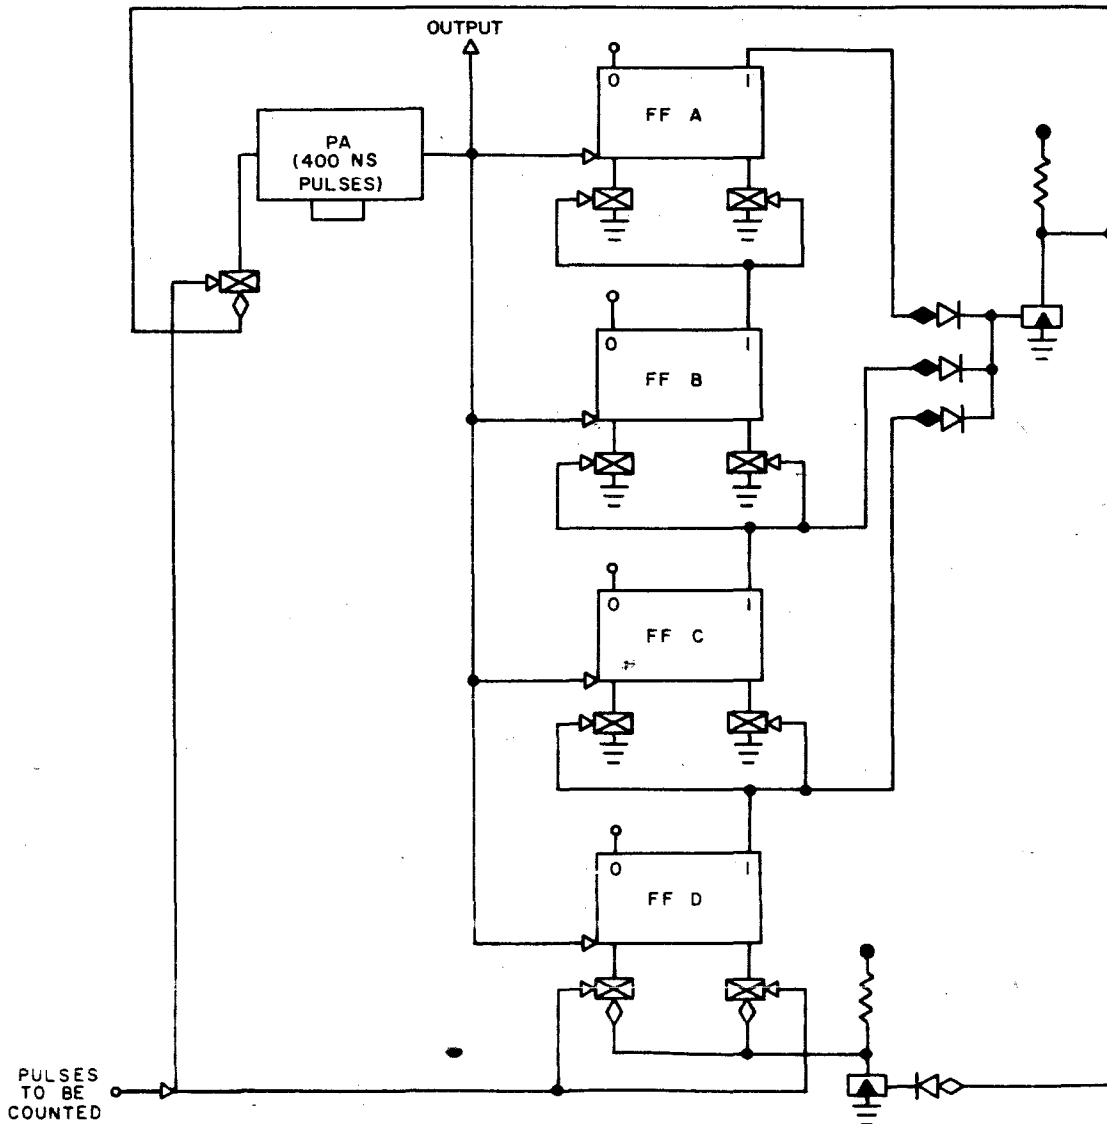 OUTPUT
PA
(400 NS
PULSES)
0 1
FF A
0 1
FF B
0 1
FF C
0 1
FF D
PULSES
TO BE
COUNTED